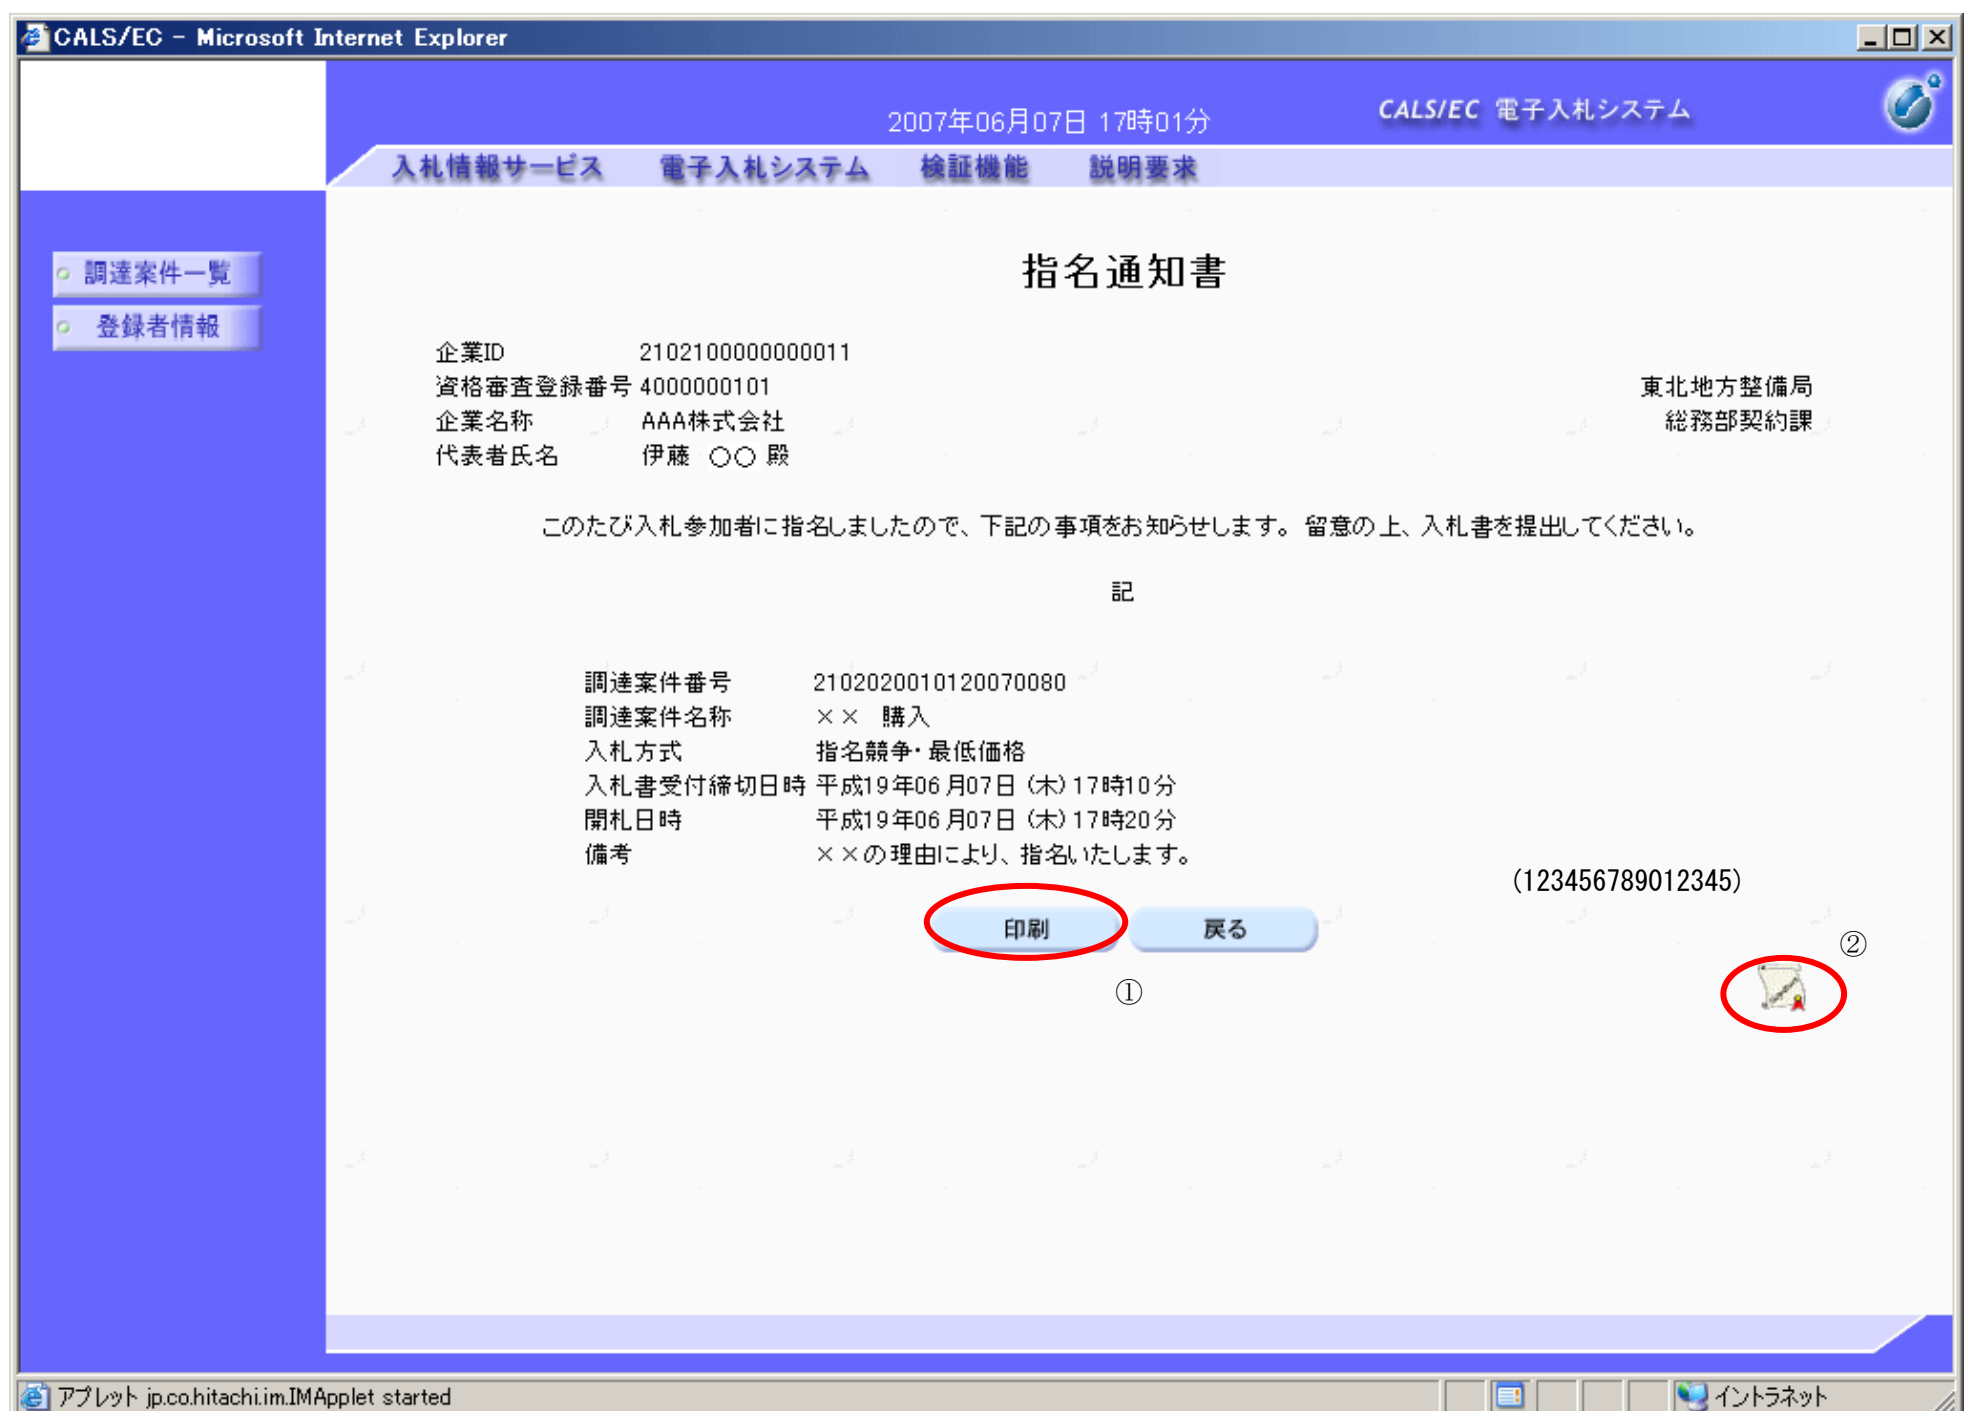 CALS/EC - Microsoft Internet Explorer
2007年06月07日 17時01分
CALS/EC 電子入札システム
入札情報サービス 電子入札システム 検証機能 説明要求
調達案件一覧
登録者情報
指名通知書
企業ID 2102100000000011
資格審査登録番号 4000000101
東北地方整備局
企業名称 AAA株式会社
総務部契約課
代表者氏名 伊藤 〇〇 殿
このたび入札参加者に指名しましたので、下記の事項をお知らせします。留意の上、入札書を提出してください。
記
調達案件番号 2102020010120070080
調達案件名称 ×× 購入
入札方式 指名競争・最低価格
入札書受付締切日時 平成19年06月07日（木）17時10分
開札日時 平成19年06月07日（木）17時20分
備考 ××の理由により、指名いたします。
(123456789012345)
印刷 戻る
②
①
アプレット jp.co.hitachi.im.IMApplet started
イントラネット